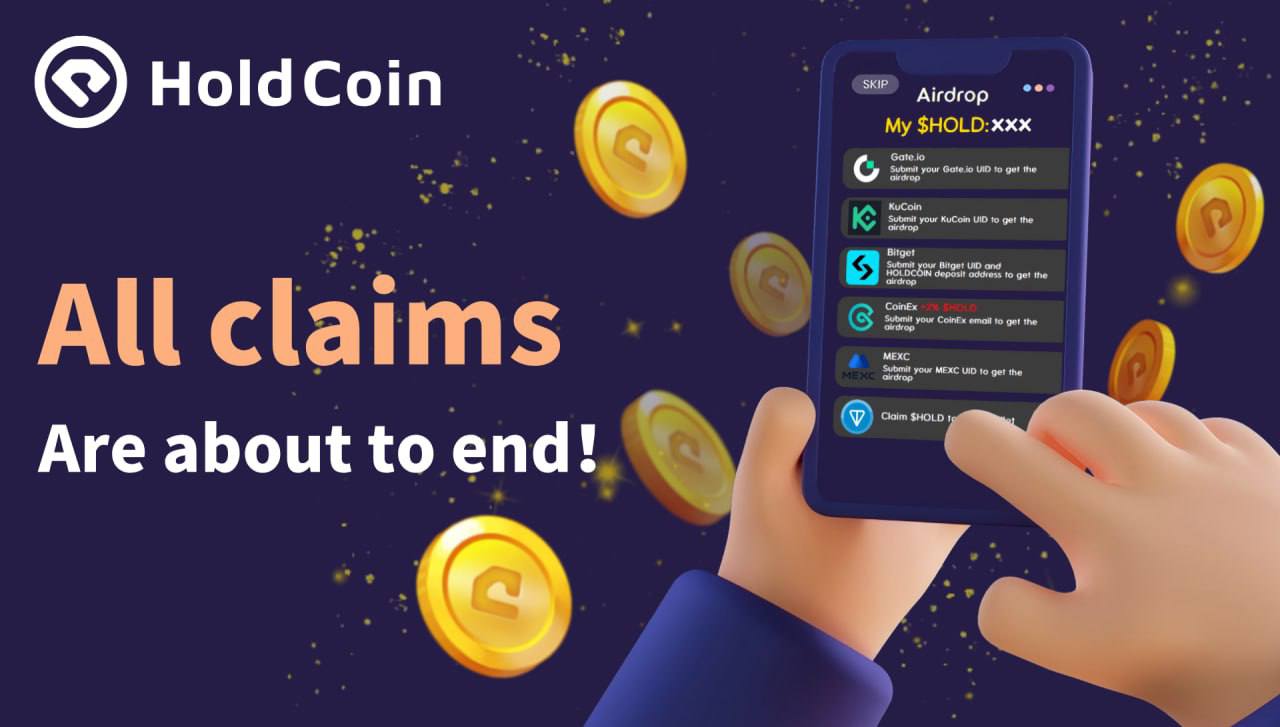 HoldCoin
All claims
Are about to end!
SKIP
Airdrop
My $HOLD:XXX
Gate.io
Submit your Gate.io UID to get the
airdrop
KuCoin
Submit your KuCoin UID to get the
airdrop
Bitget
Submit your Bitget UID and
HOLDCOIN deposit address to get the
airdrop
CoinEx +2% $HOLD
Submit your CoinEx email to get the
airdrop
MEXC
MEXC
Submit your MEXC UID to get the
airdrop
Claim $HOLD